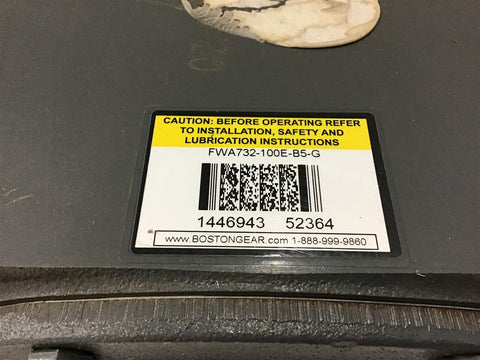 CAUTION: BEFORE OPERATING REFER
TO INSTALLATION, SAFETY AND
LUBRICATION INSTRUCTIONS
FWA732-100E-B5-G
1446943 52364
www.BOSTONGEAR.com 1-888-999-9860